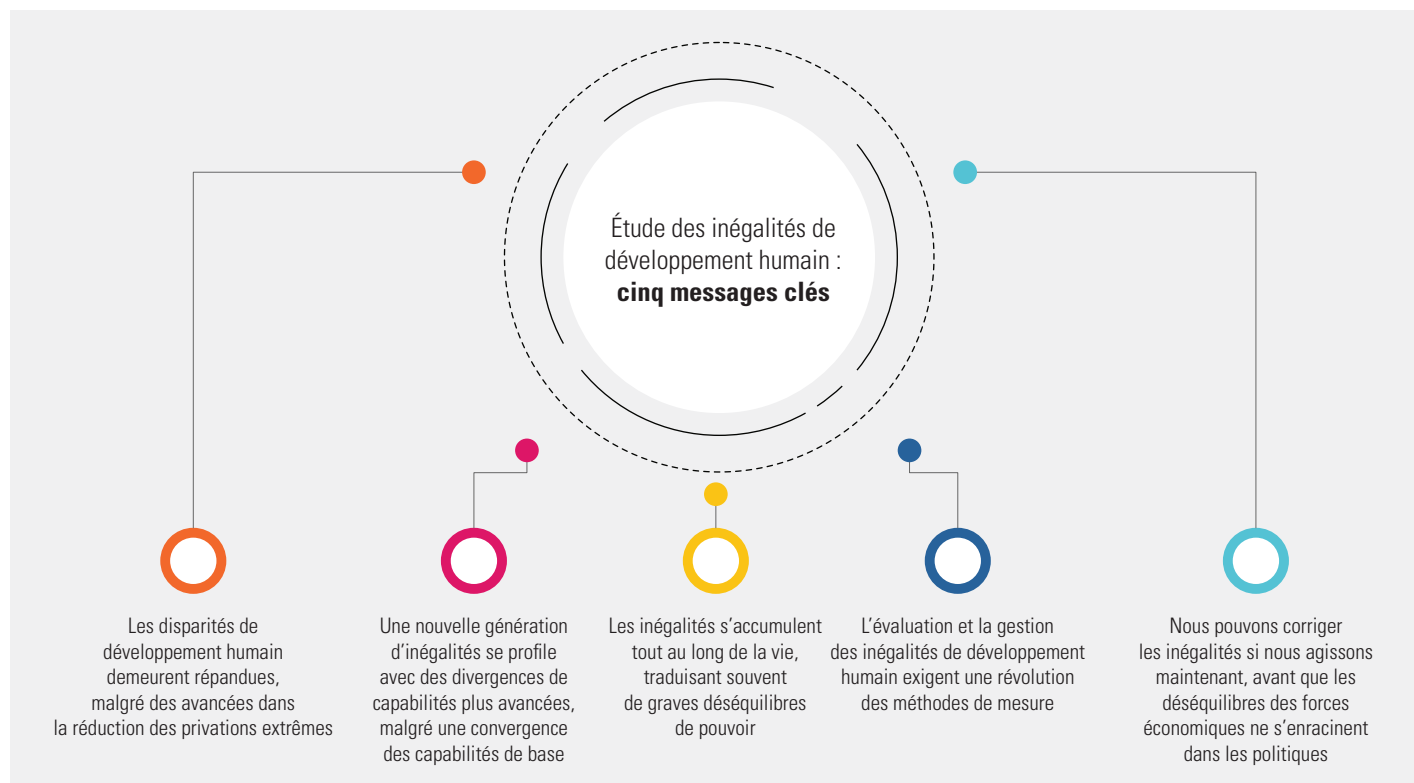 Étude des inégalités de
développement humain :
cinq messages clés
Les disparités de
développement humain
demeurent répandues,
malgré des avancées dans
la réduction des privations extrêmes
Une nouvelle génération
d’inégalités se profile
avec des divergences de
capabilités plus avancées,
malgré une convergence
des capabilités de base
Les inégalités s’accumulent
tout au long de la vie,
traduisant souvent
de graves déséquilibres
de pouvoir
L’évaluation et la gestion
des inégalités de développement
humain exigent une révolution
des méthodes de mesure
Nous pouvons corriger
les inégalités si nous agissons
maintenant, avant que les
déséquilibres des forces
économiques ne s’enracinent
dans les politiques